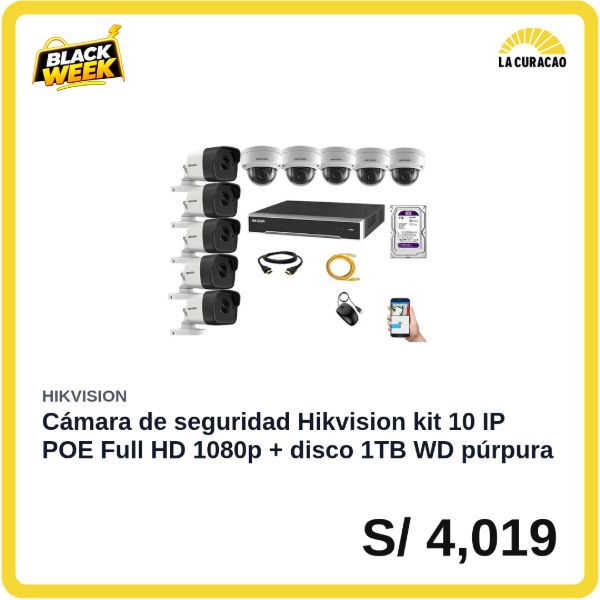 BLACK
WEEK
LA CURACAO
HIKVISION
Cámara de seguridad Hikvision kit 10 IP
POE Full HD 1080p + disco 1TB WD púrpura
S/ 4,019